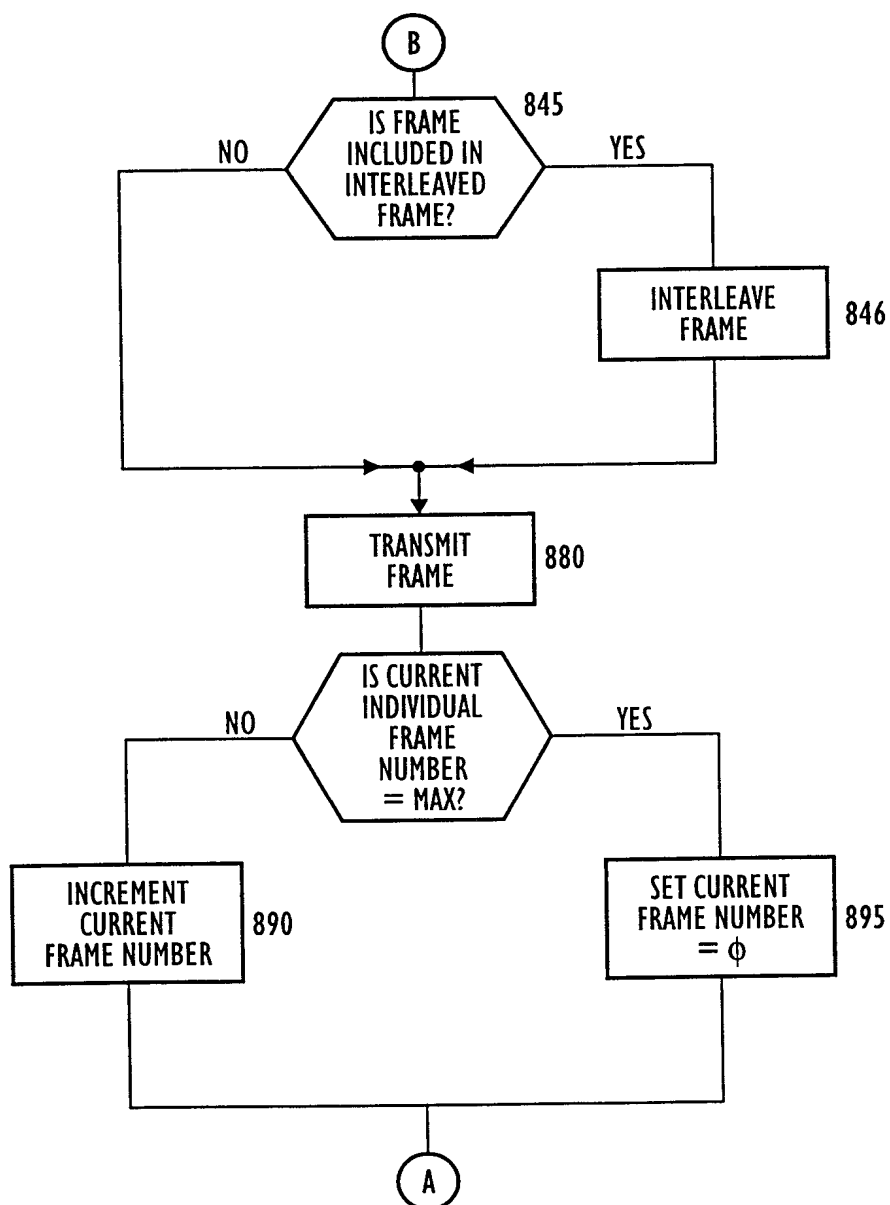 B
845
IS FRAME
INCLUDED IN
INTERLEAVED
FRAME?
NO
YES
INTERLEAVE
FRAME
846
TRANSMIT
FRAME
880
IS CURRENT
INDIVIDUAL
FRAME
NUMBER
= MAX?
NO
YES
INCREMENT
CURRENT
FRAME NUMBER
890
SET CURRENT
FRAME NUMBER
= ϕ
895
A